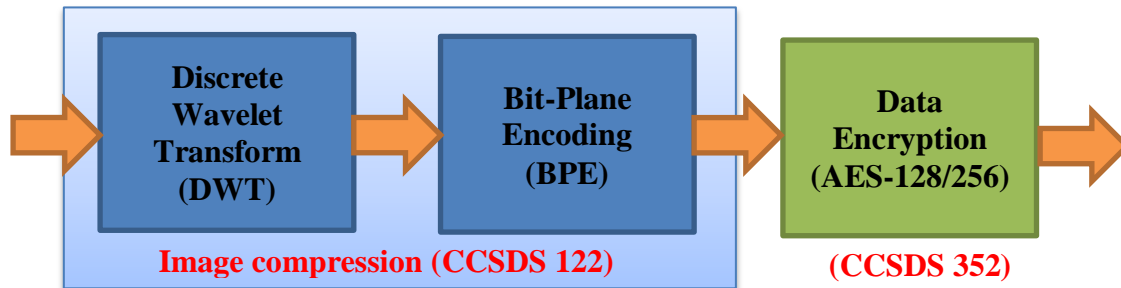 Discrete
Wavelet
Transform
(DWT)
Bit-Plane
Encoding
(BPE)
Data
Encryption
(AES-128/256)
Image compression (CCSDS 122)
(CCSDS 352)